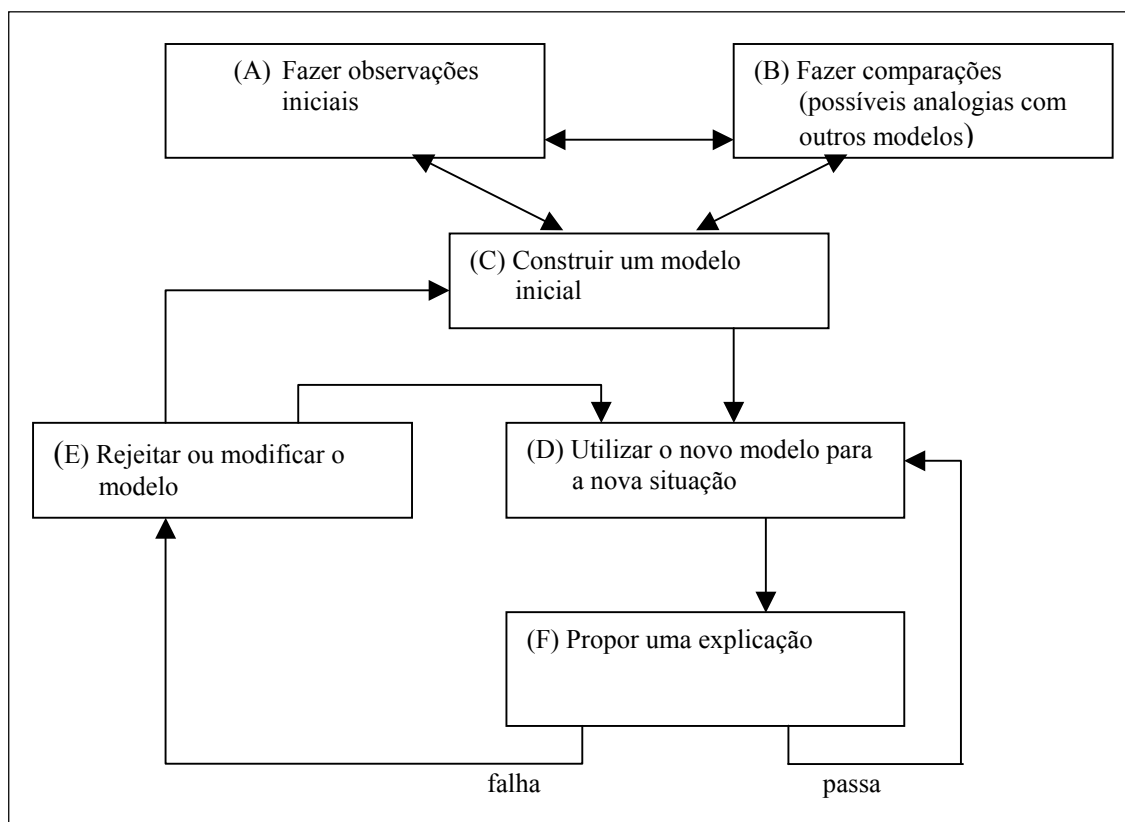 (A) Fazer observações
iniciais
(B) Fazer comparações
(possíveis analogias com
outros modelos)
(C) Construir um modelo
inicial
(E) Rejeitar ou modificar o
modelo
(D) Utilizar o novo modelo para
a nova situação
(F) Propor uma explicação
falha
passa